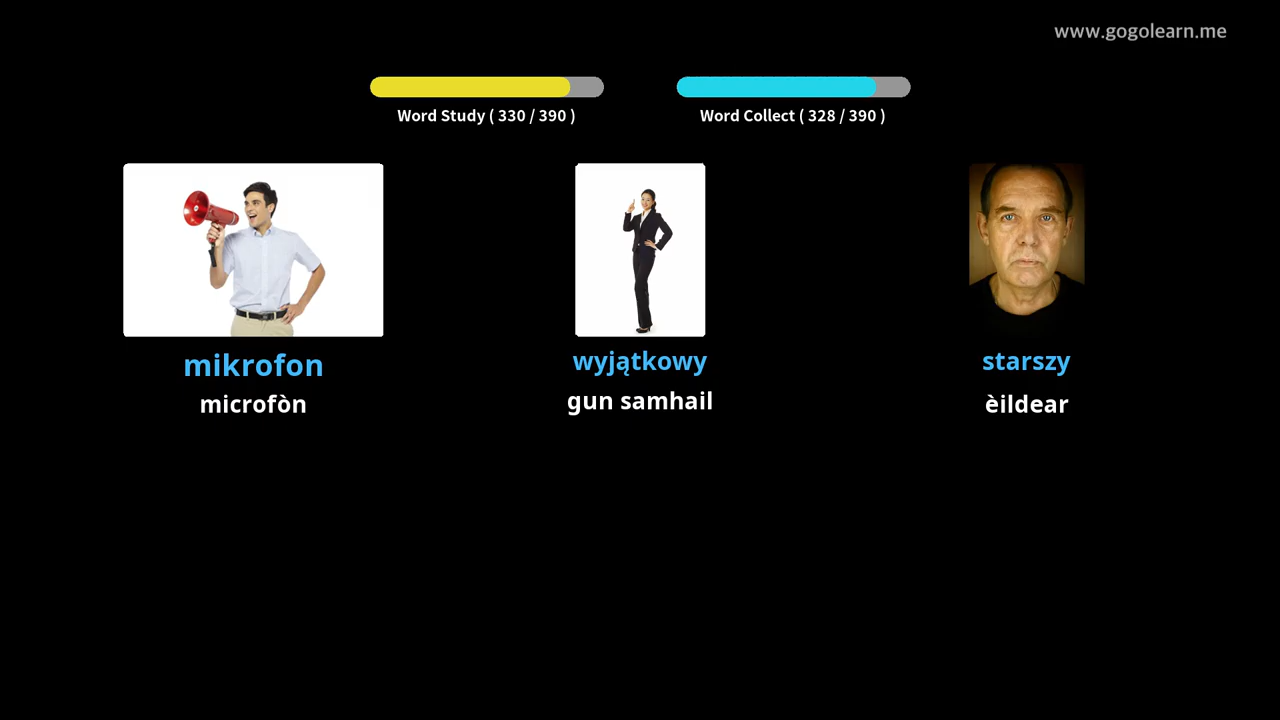 www.gogolearn.me
Word Study ( 330 / 390 )
Word Collect ( 328 / 390 )
mikrofon
microfòn
wyjątkowy
gun samhail
starszy
èildear